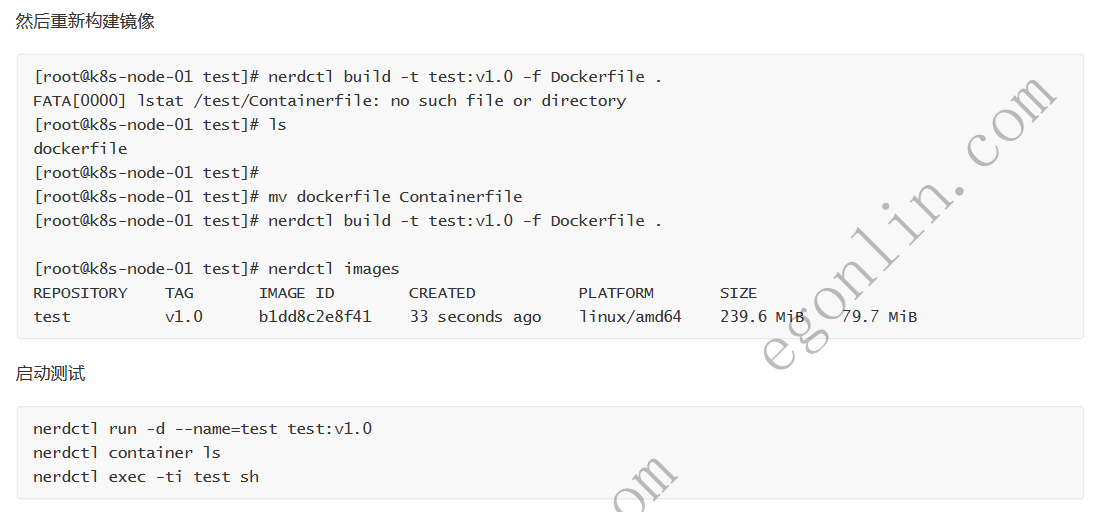 然后重新构建镜像
[root@k8s-node-01 test]# nerdctl build -t test:v1.0 -f Dockerfile .
FATA[0000] lstat /test/Containerfile: no such file or directory
[root@k8s-node-01 test]# ls
dockerfile
[root@k8s-node-01 test]#
[root@k8s-node-01 test]# mv dockerfile Containerfile
[root@k8s-node-01 test]# nerdctl build -t test:v1.0 -f Dockerfile .
[root@k8s-node-01 test]# nerdctl images
REPOSITORY    TAG       IMAGE ID        CREATED           PLATFORM       SIZE
test          v1.0      b1dd8c2e8f41    33 seconds ago    linux/amd64    239.6 MiB    79.7 MiB
启动测试
nerdctl run -d --name=test test:v1.0
nerdctl container ls
nerdctl exec -ti test sh
egonlin.com
om